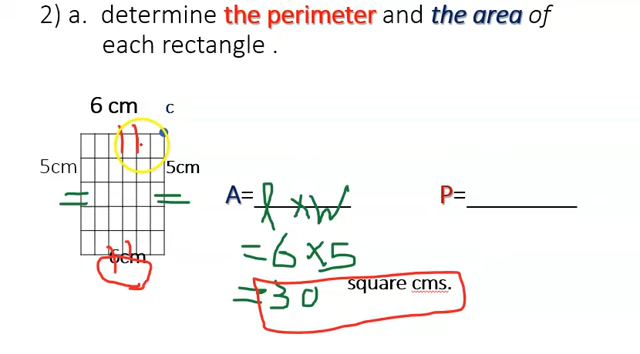 2) a. determine the perimeter and the area of
each rectangle .
6 cm c
5cm 5cm
A= l x w P=
= 6 x 5
6cm
= 30 square cms.